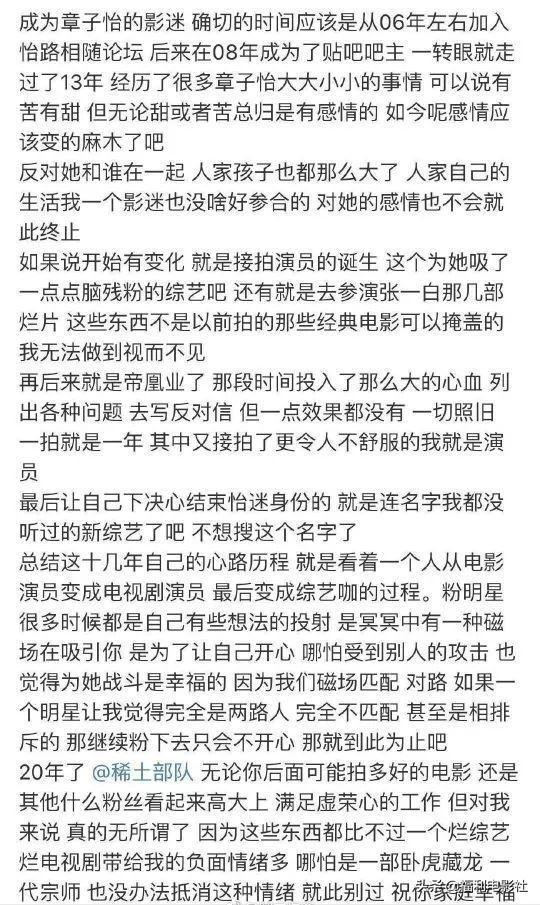 成为章子怡的影迷 确切的时间应该是从06年左右加入
怡路相随论坛 后来在08年成为了贴吧吧主 一转眼就走
过了13年 经历了很多章子怡大大小小的事情 可以说有
苦有甜 但无论甜或者苦总归是有感情的 如今呢感情应
该变的麻木了吧
反对她和谁在一起 人家孩子也都那么大了 人家自己的
生活我一个影迷也没啥好参合的 对她的感情也不会就
此终止
如果说开始有变化 就是接拍演员的诞生 这个为她吸了
一点点脑残粉的综艺吧 还有就是去参演张一白那几部
烂片 这些东西不是以前拍的那些经典电影可以掩盖的
我无法做到视而不见
再后来就是帝凰业了 那段时间投入了那么大的心血 列
出各种问题 去写反对信 但一点效果都没有 一切照旧
一拍就是一年 其中又接拍了更令人不舒服的我就是演
员
最后让自己下决心结束怡迷身份的 就是连名字我都没
听过的新综艺了吧 不想搜这个名字了
总结这十几年自己的心路历程 就是看着一个人从电影
演员变成电视剧演员 最后变成综艺咖的过程。粉明星
很多时候都是自己有些想法的投射 是冥冥中有一种磁
场在吸引你 是为了让自己开心 哪怕受到别人的攻击 也
觉得为她战斗是幸福的 因为我们磁场匹配 对路 如果一
个明星让我觉得完全是两路人 完全不匹配 甚至是相排
斥的 那继续粉下去只会不开心 那就到此为止吧
20年了 @稀土部队 无论你后面可能拍多好的电影 还是
其他什么粉丝看起来高大上 满足虚荣心的工作 但对我
来说 真的无所谓了 因为这些东西都比不过一个烂综艺
烂电视剧带给我的负面情绪多 哪怕是一部卧虎藏龙 一
代宗师 也没办法抵消这种情绪 就此别过 祝你家庭幸福
头条@福利电影社